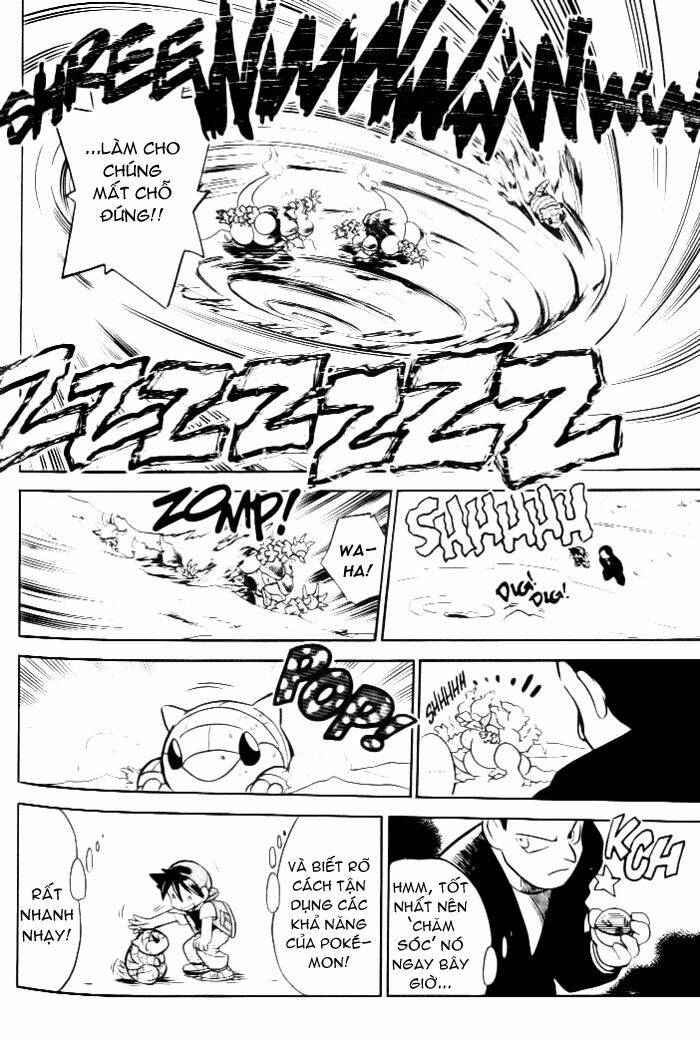 SHREE
...LÀM CHO
CHÚNG
MẤT CHỖ
ĐỨNG!!
ZZZZZZZZ
ZOMP!
WA-
HA!
SHHHHH
DIG!
DIG!
POP!
SHHHHH
RẤT
NHANH
NHẠY!
VÀ BIẾT RÕ
CÁCH TẬN
DỤNG CÁC
KHẢ NĂNG
CỦA POKÉ-
MON!
HMM, TỐT
NHẤT NÊN
‘CHĂM
SÓC’ NÓ
NGAY BÂY
GIỜ...
KCH